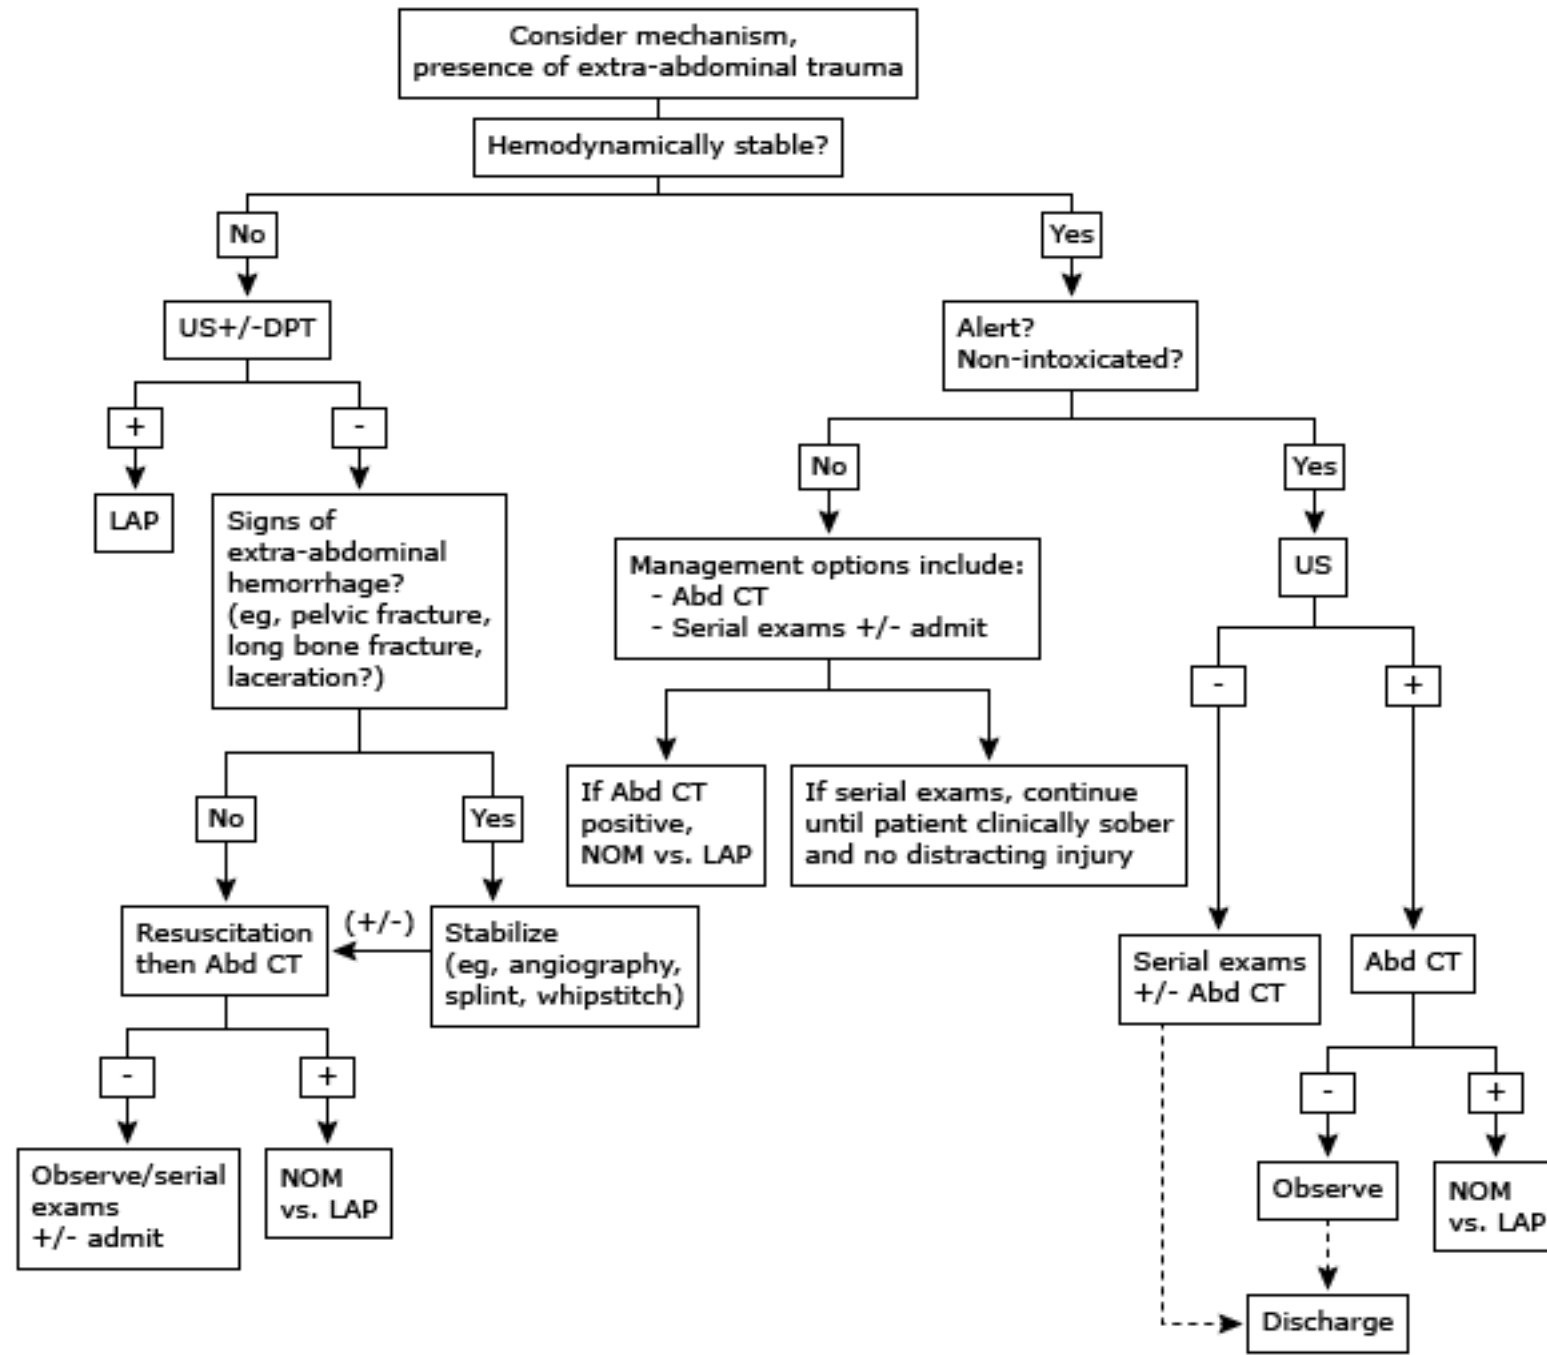 Consider mechanism,
presence of extra-abdominal trauma
Hemodynamically stable?
No
Yes
US+/-DPT
Alert?
Non-intoxicated?
+
-
No
Yes
LAP
Signs of
extra-abdominal
hemorrhage?
(eg, pelvic fracture,
long bone fracture,
laceration?)
Management options include:
- Abd CT
- Serial exams +/- admit
US
-
+
No
Yes
If Abd CT
positive,
NOM vs. LAP
If serial exams, continue
until patient clinically sober
and no distracting injury
Resuscitation
then Abd CT
(+/-)
Stabilize
(eg, angiography,
splint, whipstitch)
Serial exams
+/- Abd CT
Abd CT
-
+
-
+
Observe/serial
exams
+/- admit
NOM
vs. LAP
Observe
NOM
vs. LAP
Discharge